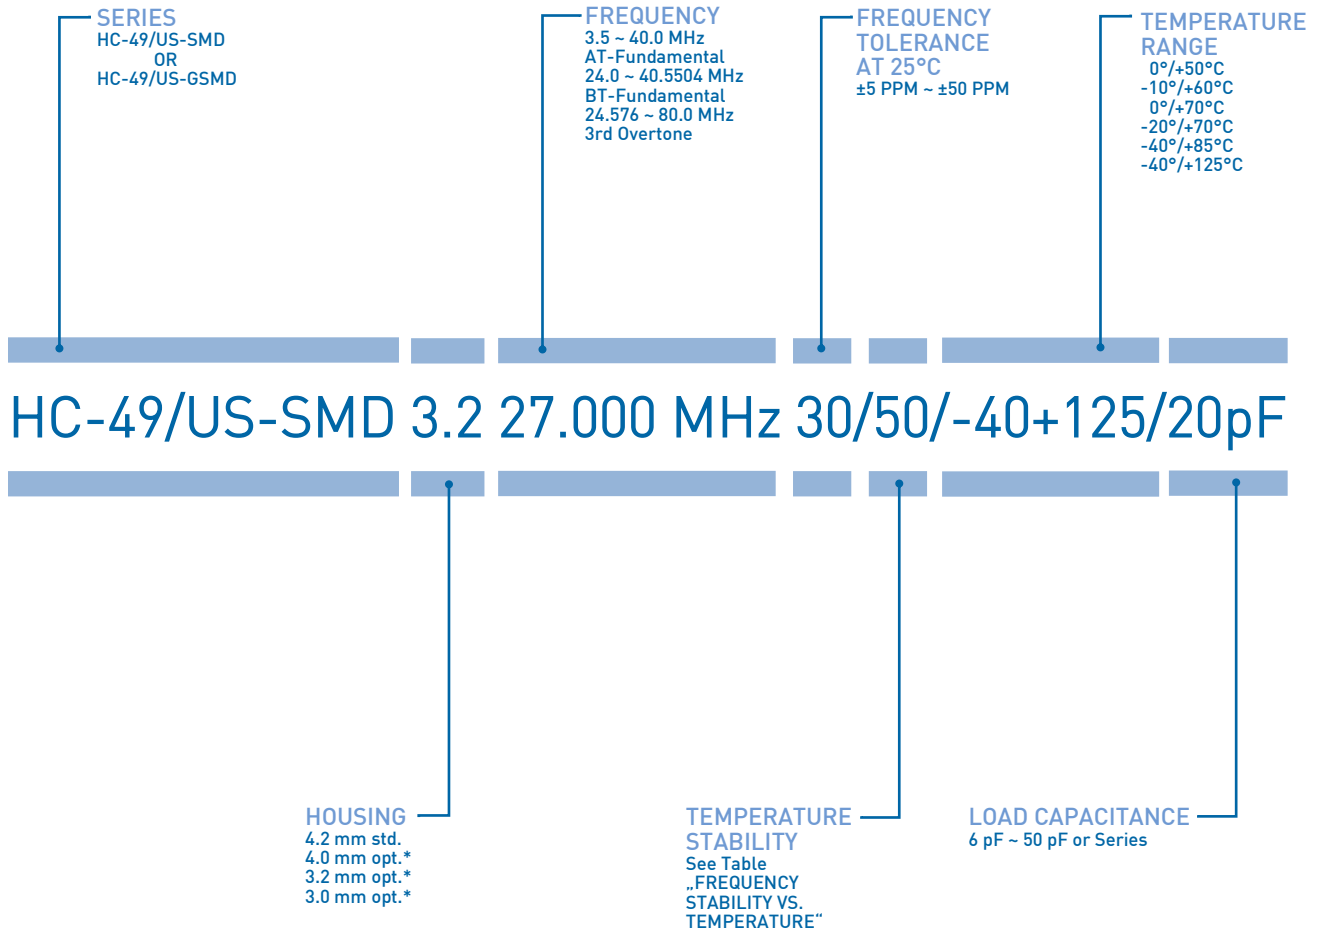 SERIES
HC-49/US-SMD
OR
HC-49/US-GSMD
FREQUENCY
3.5 ~ 40.0 MHz
AT-Fundamental
24.0 ~ 40.5504 MHz
BT-Fundamental
24.576 ~ 80.0 MHz
3rd Overtone
FREQUENCY
TOLERANCE
AT 25°C
±5 PPM ~ ±50 PPM
TEMPERATURE
RANGE
0°/+50°C
-10°/+60°C
0°/+70°C
-20°/+70°C
-40°/+85°C
-40°/+125°C
HC-49/US-SMD 3.2 27.000 MHz 30/50/-40+125/20pF
HOUSING
4.2 mm std.
4.0 mm opt.*
3.2 mm opt.*
3.0 mm opt.*
TEMPERATURE
STABILITY
See Table
„FREQUENCY
STABILITY VS.
TEMPERATURE“
LOAD CAPACITANCE
6 pF ~ 50 pF or Series